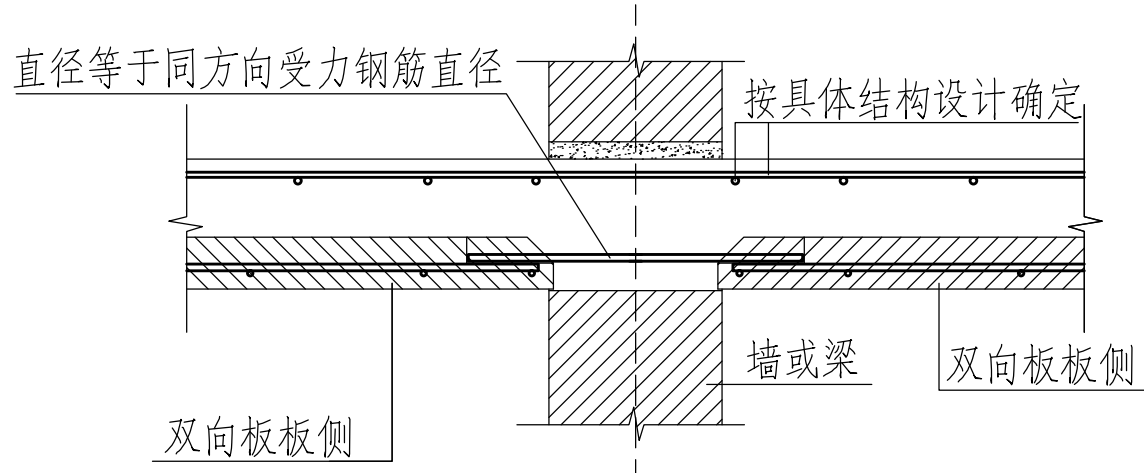 直径等于同方向受力钢筋直径
按具体结构设计确定
墙或梁
双向板板侧
双向板板侧